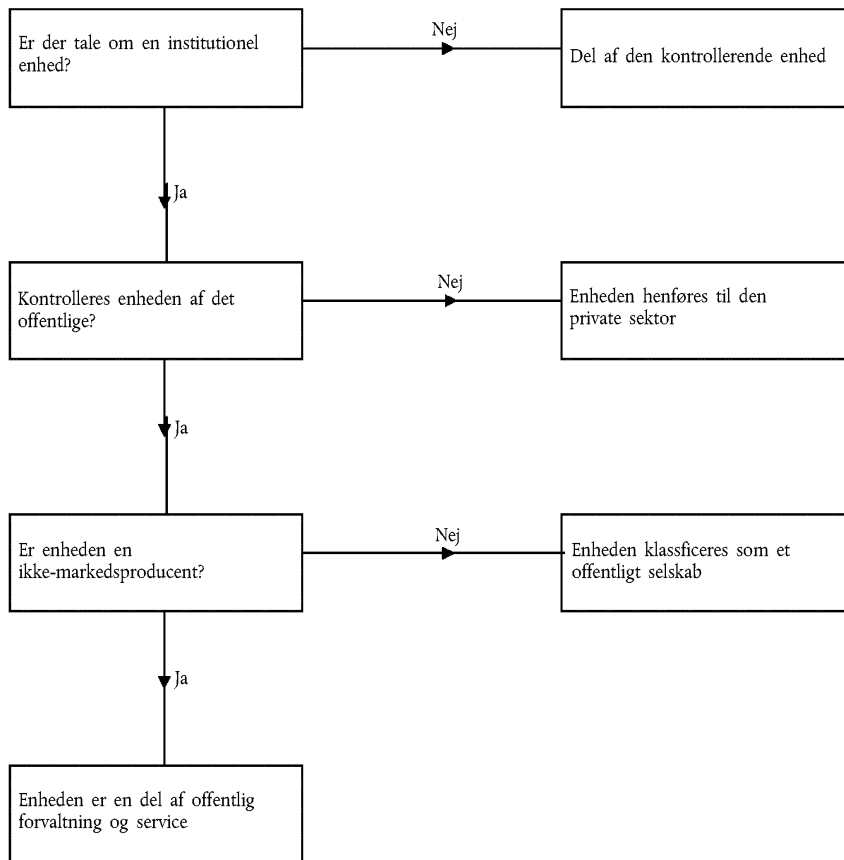 Er der tale om en institutionel
enhed?
Nej
Del af den kontrollerende enhed
Ja
Kontrolleres enheden af det
offentlige?
Nej
Enheden henføres til den
private sektor
Ja
Er enheden en
ikke-markedsproducent?
Nej
Enheden klassficeres som et
offentligt selskab
Ja
Enheden er en del af offentlig
forvaltning og service